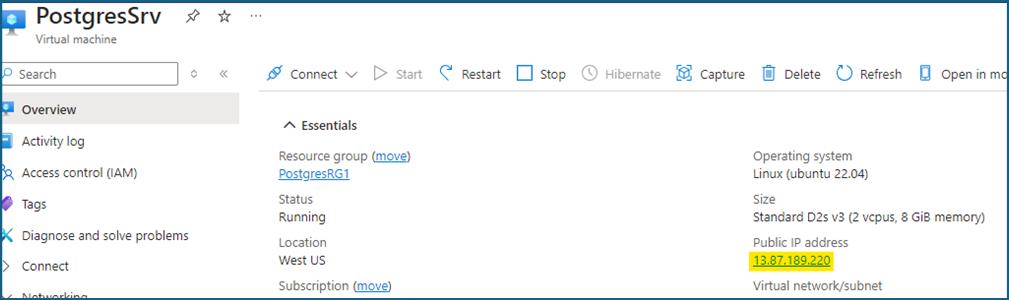 PostgresSrv
Virtual machine
Search
Connect Start Restart Stop Hibernate Capture Delete Refresh Open in mo
Overview
Activity log
Access control (IAM)
Tags
Diagnose and solve problems
Connect
Networking
Essentials
Resource group (move)
PostgresRG1
Status
Running
Location
West US
Subscription (move)
Operating system
Linux (ubuntu 22.04)
Size
Standard D2s v3 (2 vcpus, 8 GiB memory)
Public IP address
13.87.189.220
Virtual network/subnet